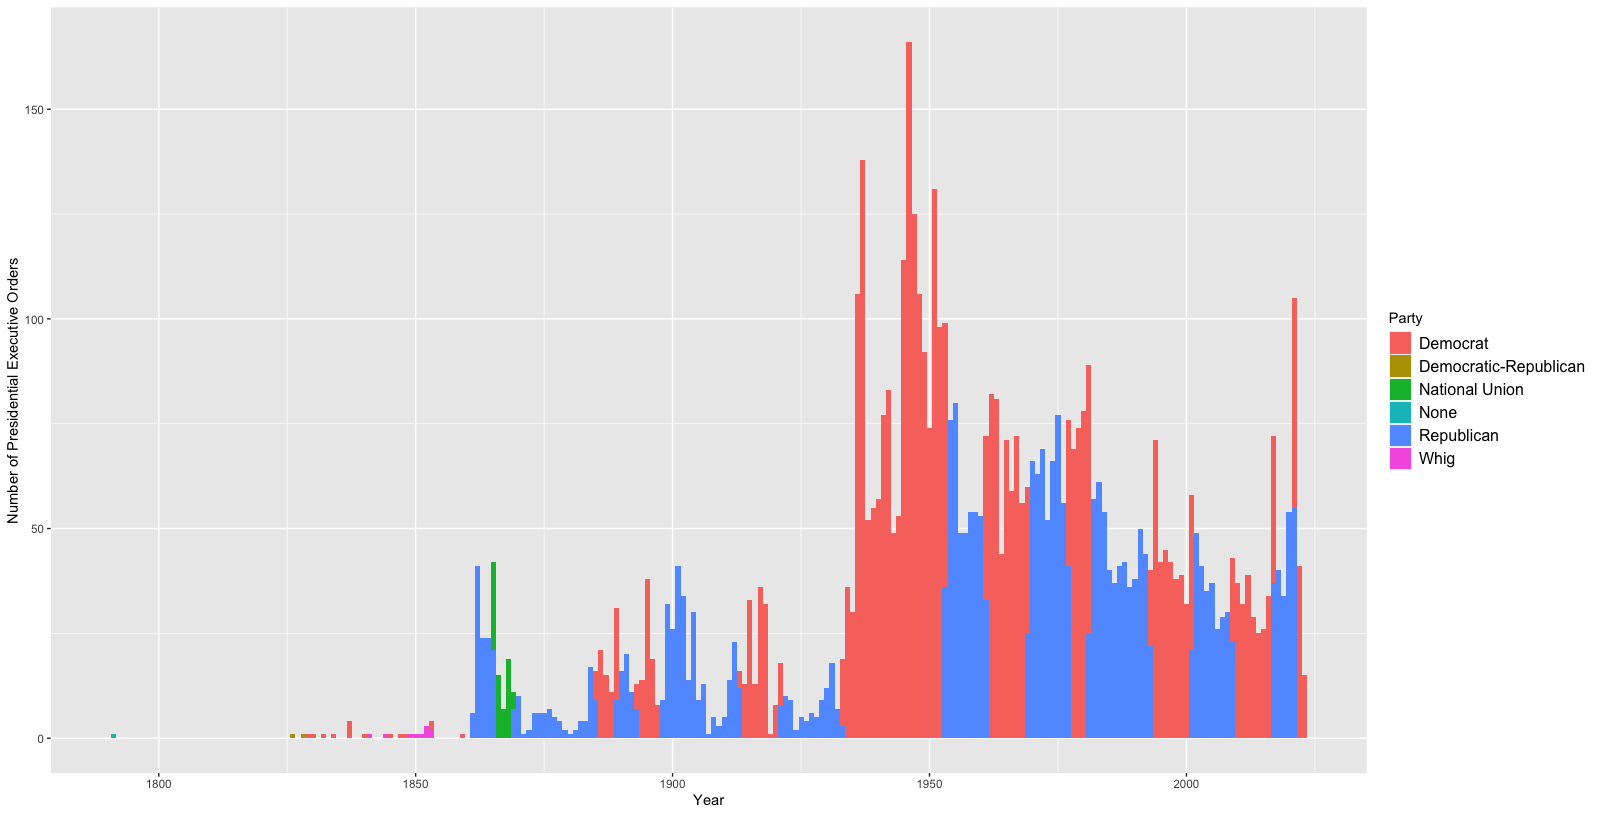 Number of Presidential Executive Orders
150
100
50
0
1800
1850
1900
1950
2000
Year
Party
Democrat
Democratic-Republican
National Union
None
Republican
Whig